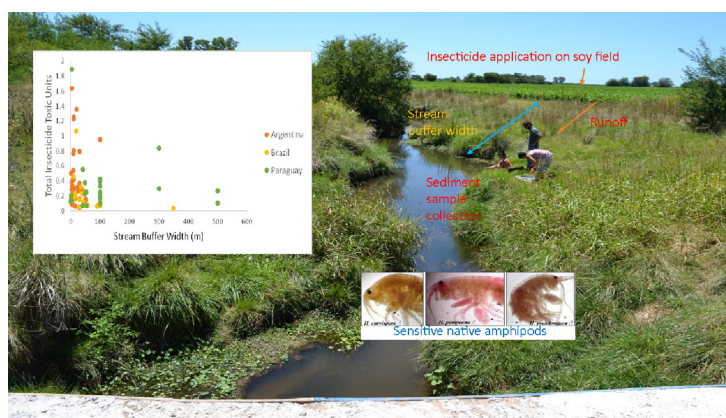 Insecticide application on soy field
Stream
buffer width
Runoff
Sediment
sample
collection
Total Insecticide Toxic Units
2
1.8
1.6
1.4
1.2
1
0.8
0.6
0.4
0.2
0
0
100
200
300
400
500
600
Stream Buffer Width (m)
Argentina
Brazil
Paraguay
Sensitive native amphipods